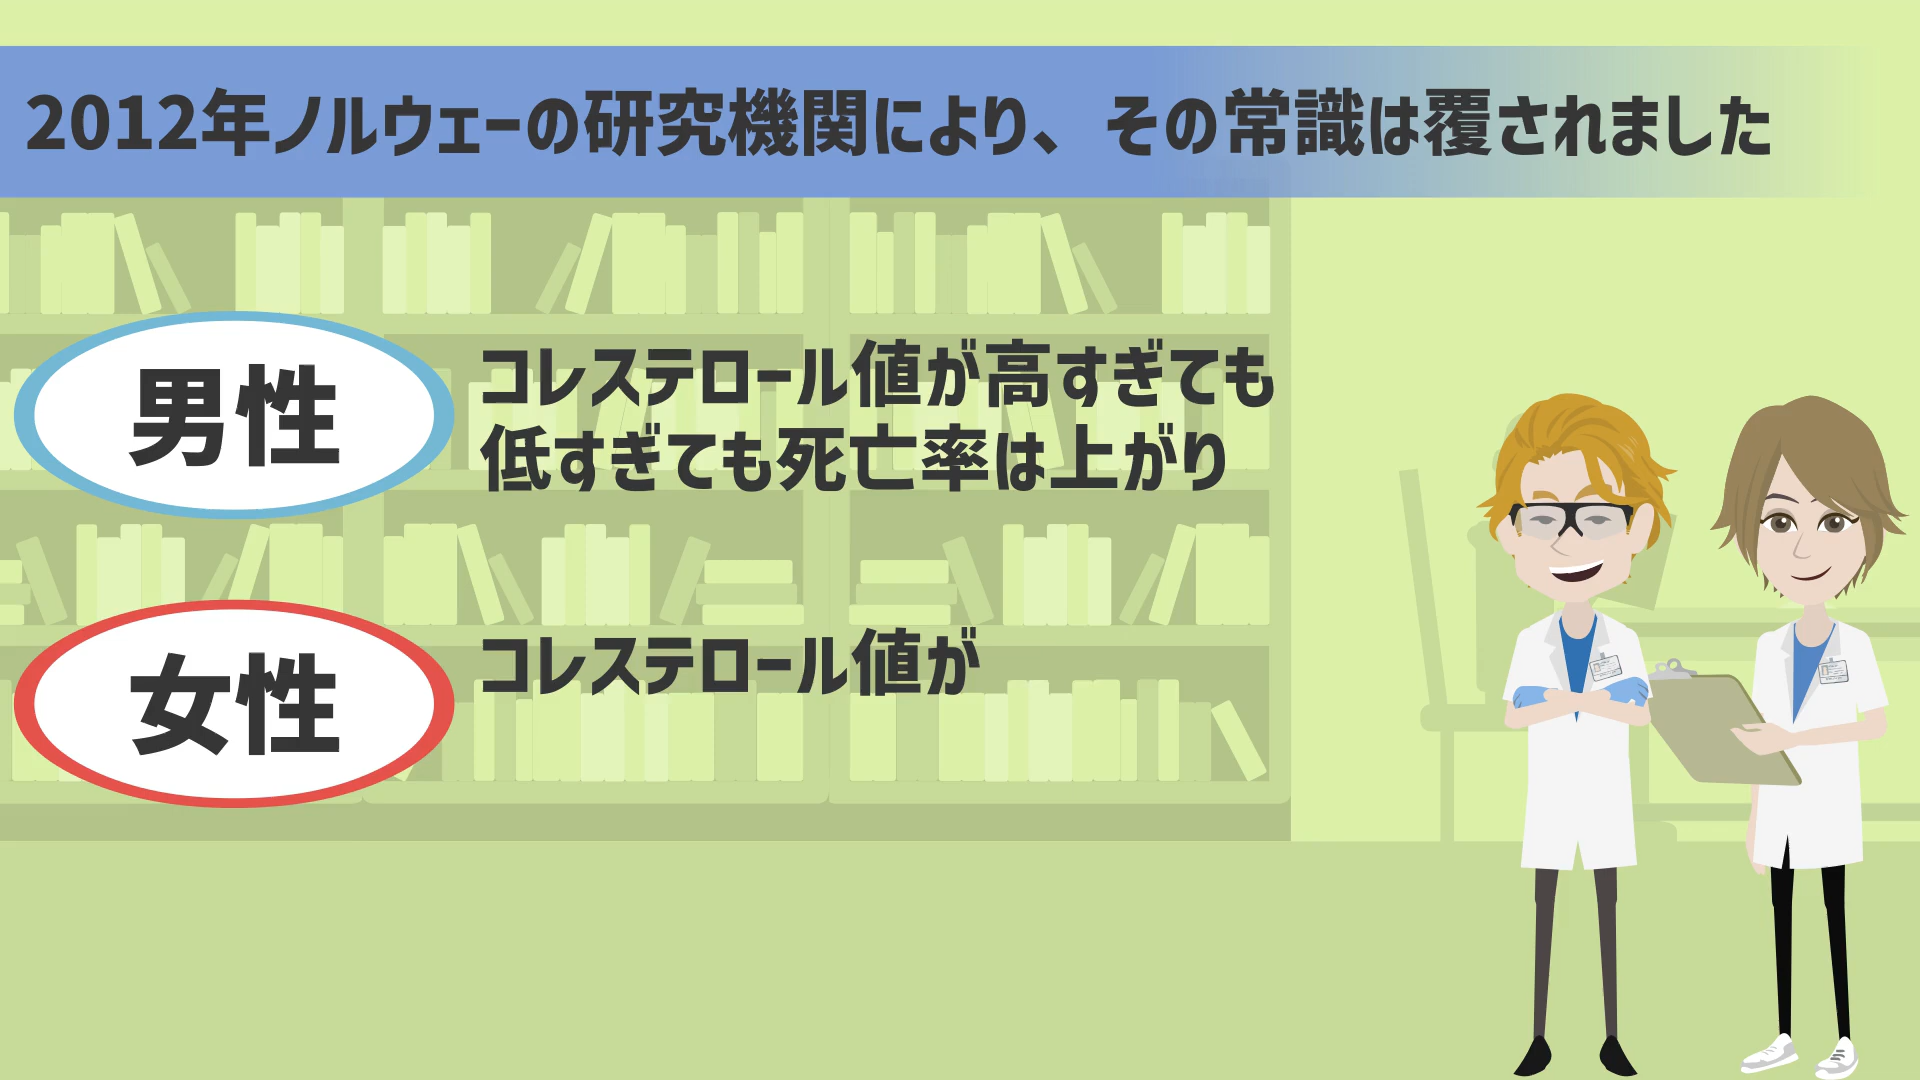 2012年ノルウェーの研究機関により、その常識は覆されました
男性
コレステロール値が高すぎても
低すぎても死亡率は上がり
女性
コレステロール値が